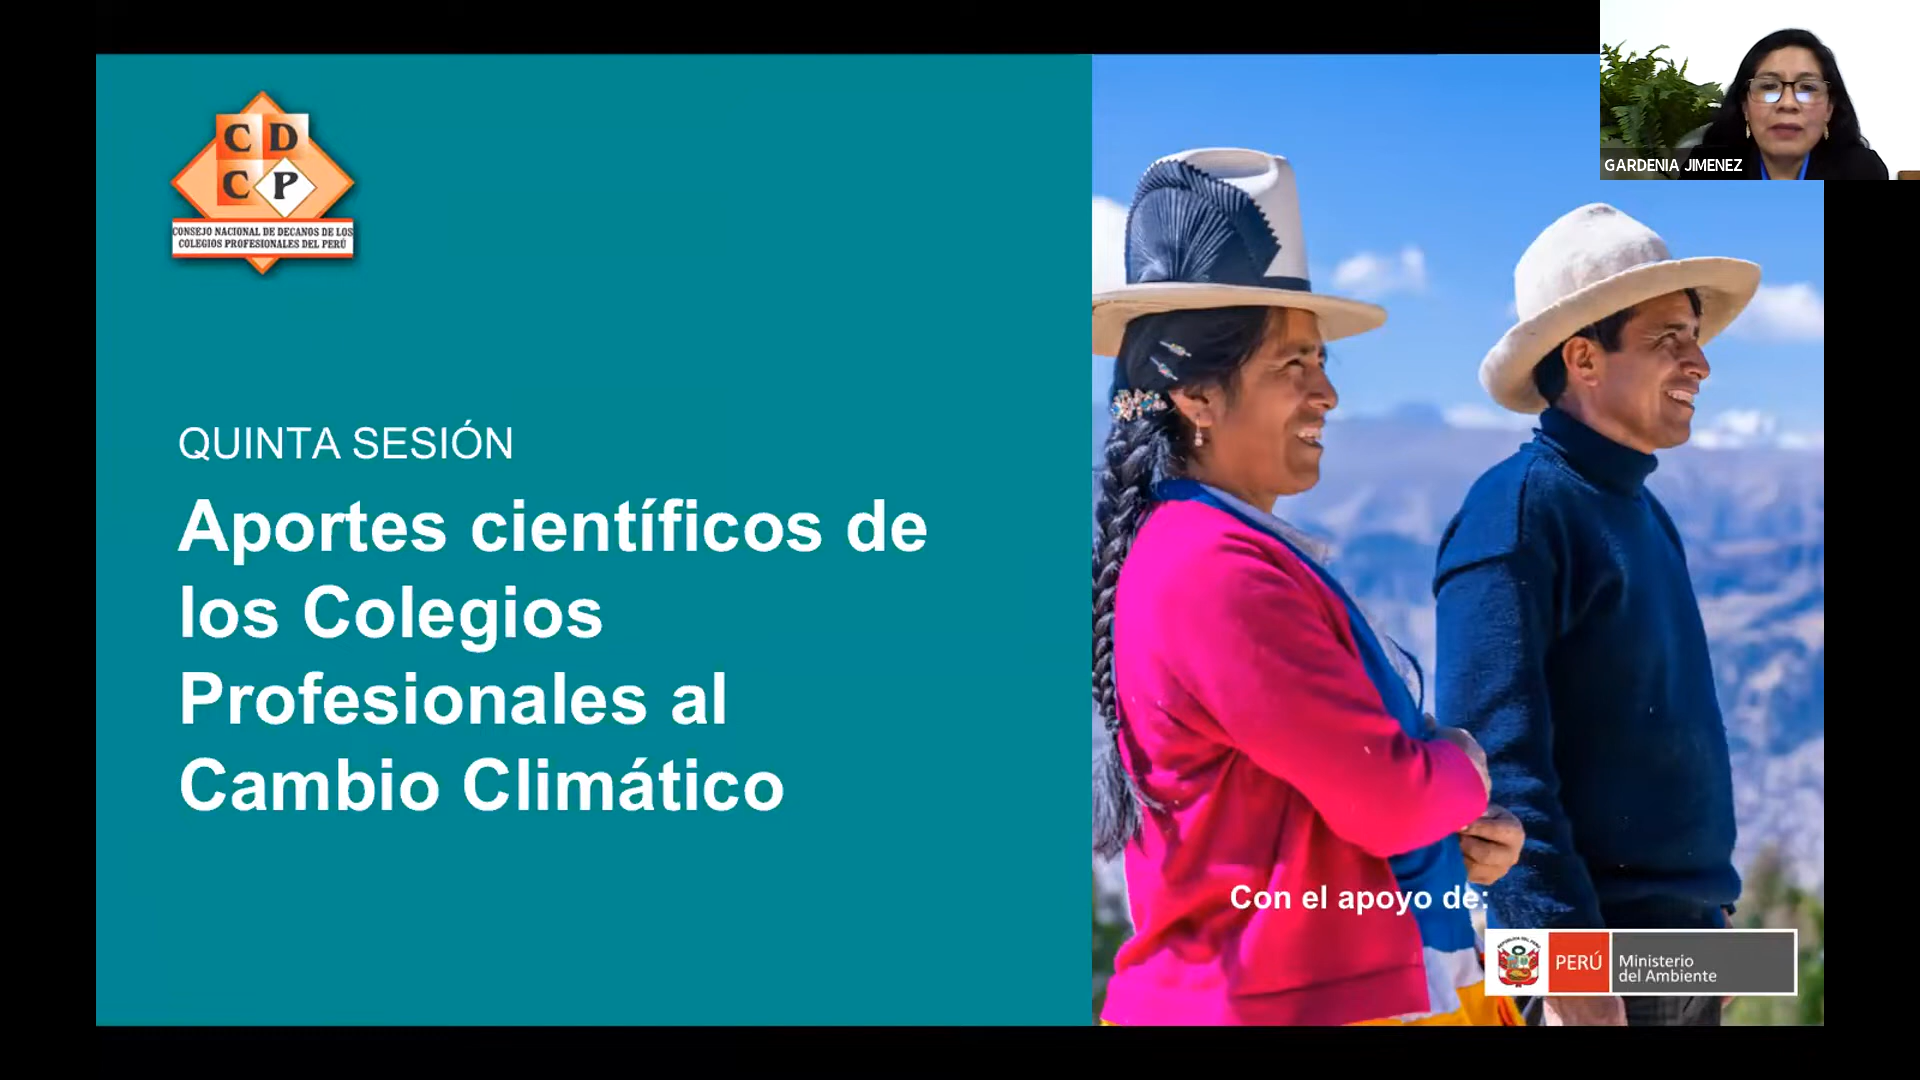 C D
C P
CONSEJO NACIONAL DE DECANOS DE LOS
COLEGIOS PROFESIONALES DEL PERÚ
QUINTA SESIÓN
Aportes científicos de
los Colegios
Profesionales al
Cambio Climático
GARDENIA JIMENEZ
Con el apoyo de:
PERÚ
Ministerio
del Ambiente